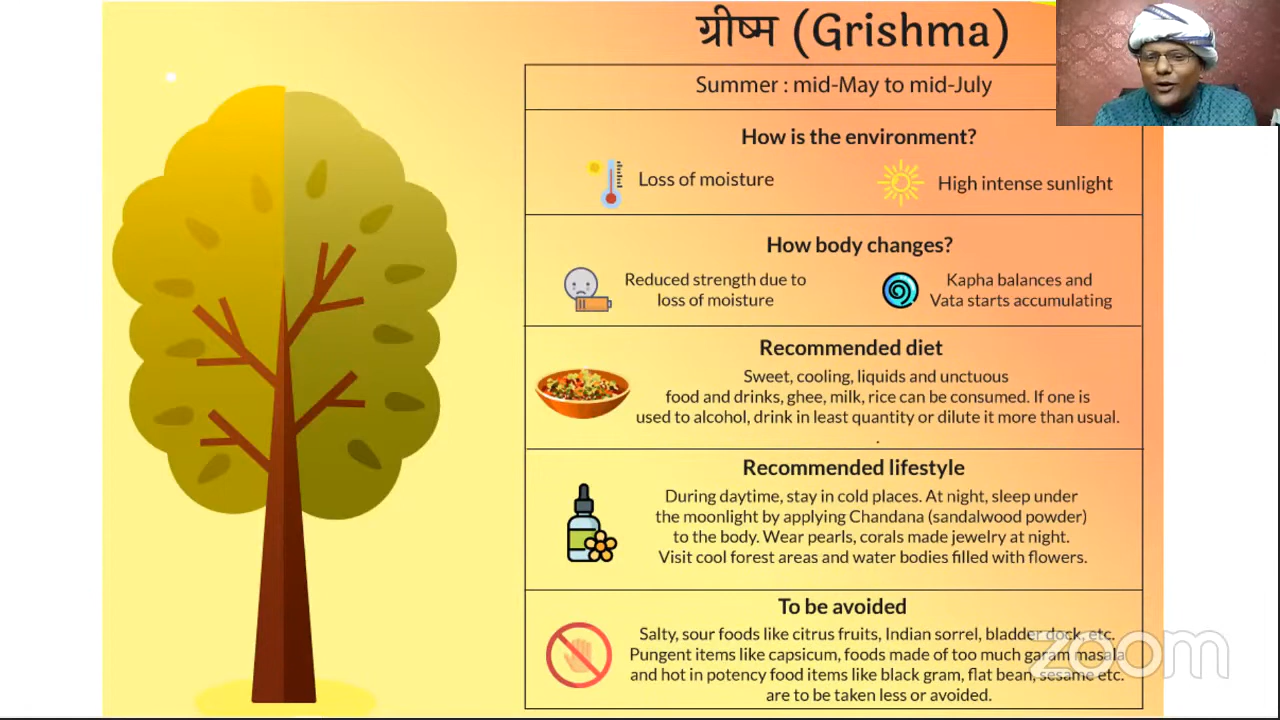 ग्रीष्म (Grishma)
Summer : mid-May to mid-July
How is the environment?
Loss of moisture
High intense sunlight
How body changes?
Reduced strength due to
loss of moisture
Kapha balances and
Vata starts accumulating
Recommended diet
Sweet, cooling, liquids and unctuous
food and drinks, ghee, milk, rice can be consumed. If one is
used to alcohol, drink in least quantity or dilute it more than usual.
.
Recommended lifestyle
During daytime, stay in cold places. At night, sleep under
the moonlight by applying Chandana (sandalwood powder)
to the body. Wear pearls, corals made jewelry at night.
Visit cool forest areas and water bodies filled with flowers.
To be avoided
Salty, sour foods like citrus fruits, Indian sorrel, bladder dock, etc.
Pungent items like capsicum, foods made of too much garam masala
and hot in potency food items like black gram, flat bean, sesame etc.
are to be taken less or avoided.
zoom